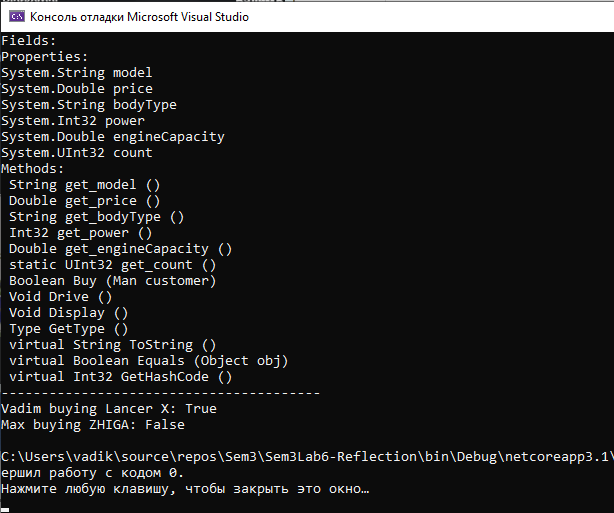 Консоль отладки Microsoft Visual Studio
Fields:
Properties:
System.String model
System.Double price
System.String bodyType
System.Int32 power
System.Double engineCapacity
System.UInt32 count
Methods:
 String get_model ()
 Double get_price ()
 String get_bodyType ()
 Int32 get_power ()
 Double get_engineCapacity ()
 static UInt32 get_count ()
 Boolean Buy (Man customer)
 Void Drive ()
 Void Display ()
 Type GetType ()
 virtual String ToString ()
 virtual Boolean Equals (Object obj)
 virtual Int32 GetHashCode ()
----------------------------------------
Vadim buying Lancer X: True
Max buying ZHIGA: False
C:\Users\vadik\source\repos\Sem3\Sem3Lab6-Reflection\bin\Debug\netcoreapp3.1\
ершил работу с кодом 0.
Нажмите любую клавишу, чтобы закрыть это окно…